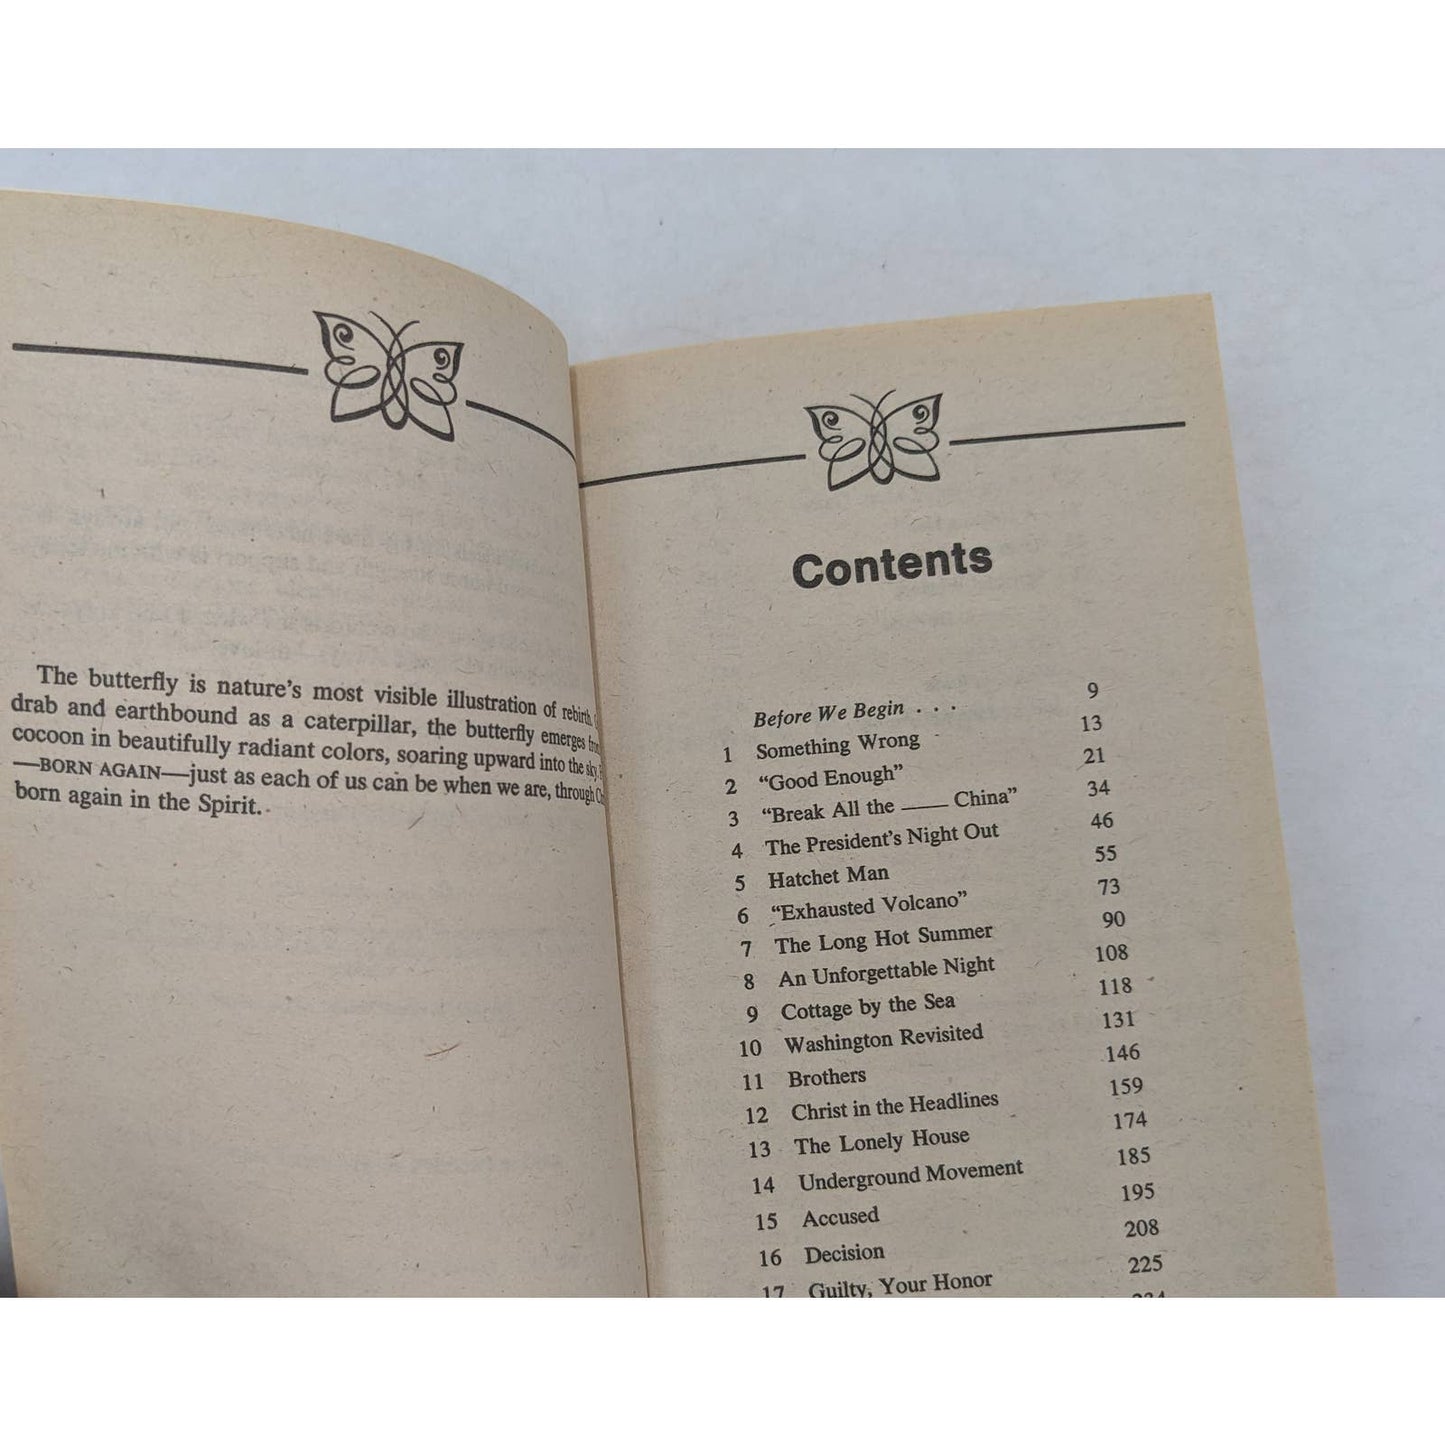 The butterfly is nature's most visible illustration of rebirth
drab and earthbound as a caterpillar, the butterfly emerges
cocoon in beautifully radiant colors, soaring upward into the sky
—BORN AGAIN—just as each of us can be when we are, through
born again in the Spirit.
Contents
Before We Begin . . . 9
1 Something Wrong 13
2 “Good Enough” 21
3 “Break All the ____ China” 34
4 The President's Night Out 46
5 Hatchet Man 55
6 “Exhausted Volcano” 73
7 The Long Hot Summer 90
8 An Unforgettable Night 108
9 Cottage by the Sea 118
10 Washington Revisited 131
11 Brothers 146
12 Christ in the Headlines 159
13 The Lonely House 174
14 Underground Movement 185
15 Accused 195
16 Decision 208
17 Guilty, Your Honor 225